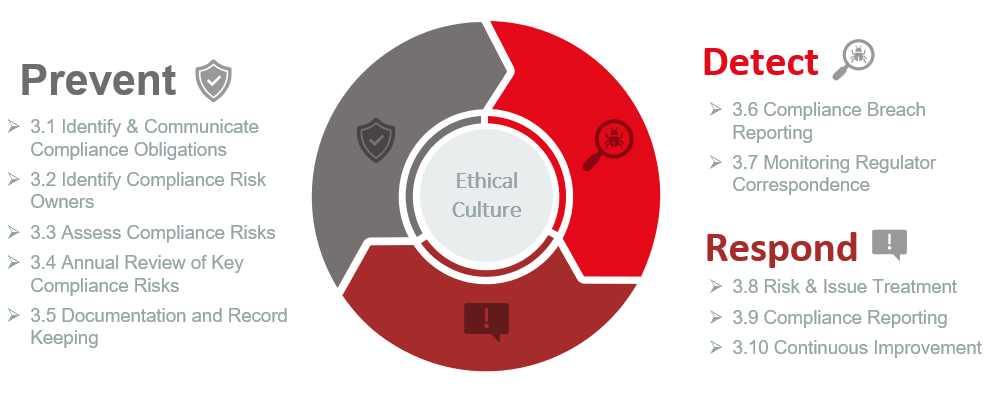 Prevent
3.1 Identify & Communicate
Compliance Obligations
3.2 Identify Compliance Risk
Owners
3.3 Assess Compliance Risks
3.4 Annual Review of Key
Compliance Risks
3.5 Documentation and Record
Keeping
Ethical
Culture
Detect
3.6 Compliance Breach
Reporting
3.7 Monitoring Regulator
Correspondence
Respond
3.8 Risk & Issue Treatment
3.9 Compliance Reporting
3.10 Continuous Improvement